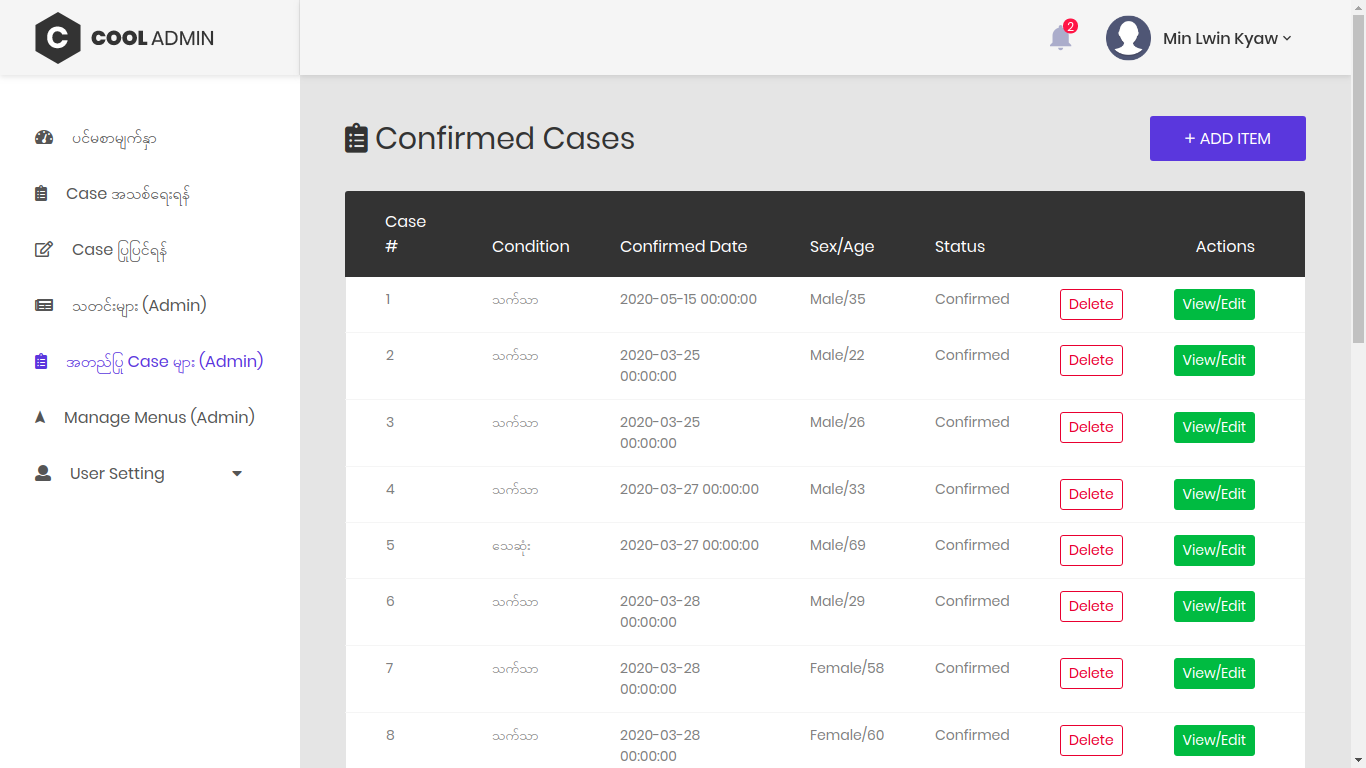 C COOL ADMIN
2
Min Lwin Kyaw
ပင်မစာမျက်နှာ
Case အသစ်ရေးရန်
Case ပြုပြင်ရန်
သတင်းများ (Admin)
အတည်ပြု Case များ (Admin)
Manage Menus (Admin)
User Setting
Confirmed Cases
+ ADD ITEM
Case
# Condition Confirmed Date Sex/Age Status Actions
1 သက်သာ 2020-05-15 00:00:00 Male/35 Confirmed Delete View/Edit
2 သက်သာ 2020-03-25 Male/22 Confirmed Delete View/Edit
00:00:00
3 သက်သာ 2020-03-25 Male/26 Confirmed Delete View/Edit
00:00:00
4 သက်သာ 2020-03-27 00:00:00 Male/33 Confirmed Delete View/Edit
5 သေဆုံး 2020-03-27 00:00:00 Male/69 Confirmed Delete View/Edit
6 သက်သာ 2020-03-28 Male/29 Confirmed Delete View/Edit
00:00:00
7 သက်သာ 2020-03-28 Female/58 Confirmed Delete View/Edit
00:00:00
8 သက်သာ 2020-03-28 Female/60 Confirmed Delete View/Edit
00:00:00